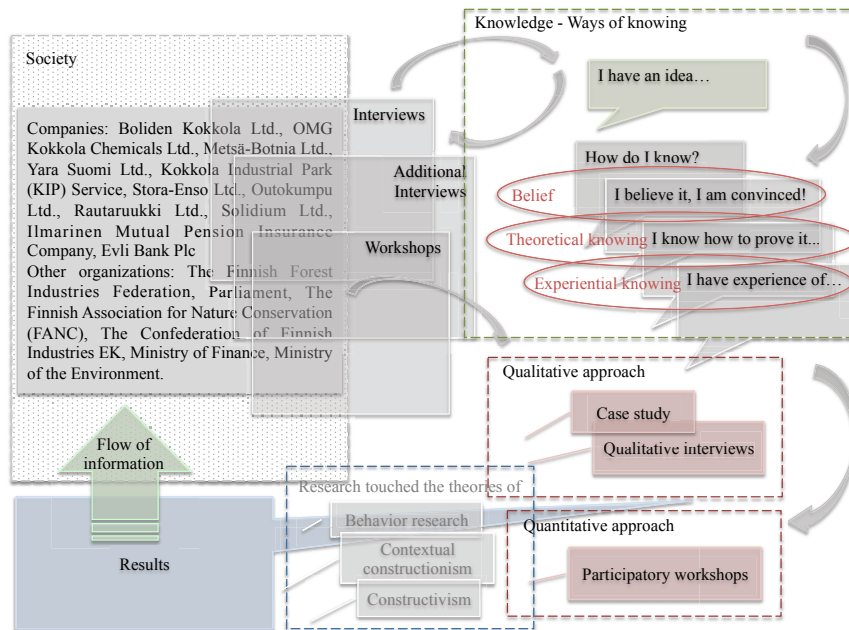 Society
Companies: Boliden Kokkola Ltd., OMG
Kokkola Chemicals Ltd., Metsä-Botnia Ltd.,
Yara Suomi Ltd., Kokkola Industrial Park
(KIP) Service, Stora-Enso Ltd., Outokumpu
Ltd., Rautaruukki Ltd., Solidium Ltd.,
Ilmarinen Mutual Pension Insurance
Company, Evli Bank Plc
Other organizations: The Finnish Forest
Industries Federation, Parliament, The
Finnish Association for Nature Conservation
(FANC), The Confederation of Finnish
Industries EK, Ministry of Finance, Ministry
of the Environment.
Interviews
Additional
Interviews
Workshops
Knowledge - Ways of knowing
I have an idea…
How do I know?
Belief
I believe it, I am convinced!
Theoretical knowing
I know how to prove it...
Experiential knowing
I have experience of…
Qualitative approach
Case study
Qualitative interviews
Quantitative approach
Participatory workshops
Research touched the theories of
Behavior research
Contextual
constructionism
Constructivism
Flow of
information
Results